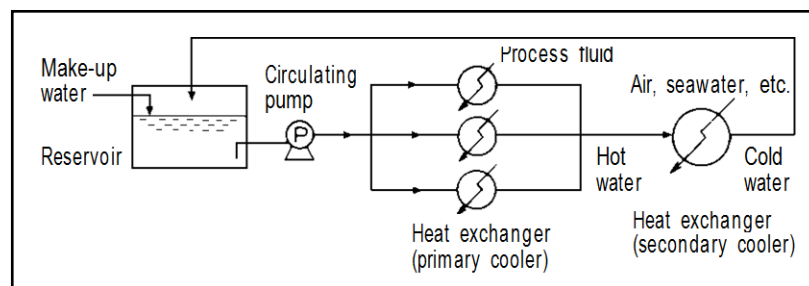 Make-up
water
Reservoir
Circulating
pump
P
Process fluid
Heat exchanger
(primary cooler)
Hot
water
Air, seawater, etc.
Cold
water
Heat exchanger
(secondary cooler)